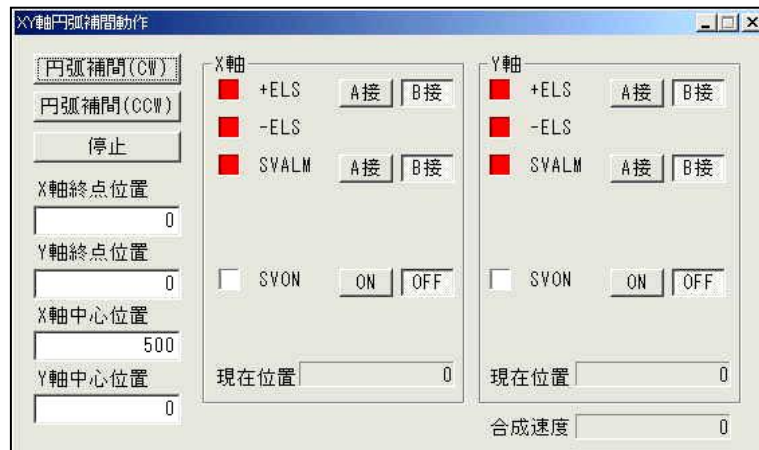 XY軸円弧補間動作
円弧補間(CW)
円弧補間(CCW)
停止
X軸終点位置
0
Y軸終点位置
0
X軸中心位置
500
Y軸中心位置
0
X軸
+ELS A接 B接
-ELS
SVALM A接 B接
SVON ON OFF
現在位置 0
Y軸
+ELS A接 B接
-ELS
SVALM A接 B接
SVON ON OFF
現在位置 0
合成速度 0